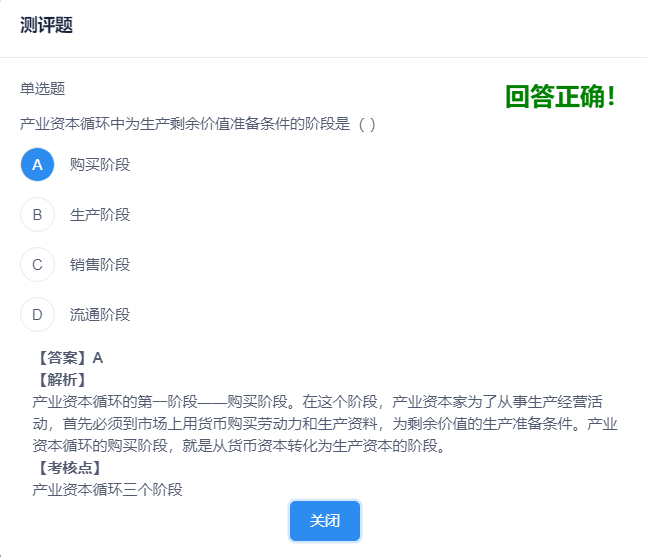 测评题
单选题
回答正确！
产业资本循环中为生产剩余价值准备条件的阶段是（ ）
A 购买阶段
B 生产阶段
C 销售阶段
D 流通阶段
【答案】A
【解析】
产业资本循环的第一阶段——购买阶段。在这个阶段，产业资本家为了从事生产经营活
动，首先必须到市场上用货币购买劳动力和生产资料，为剩余价值的生产准备条件。产业
资本循环的购买阶段，就是从货币资本转化为生产资本的阶段。
【考核点】
产业资本循环三个阶段
关闭